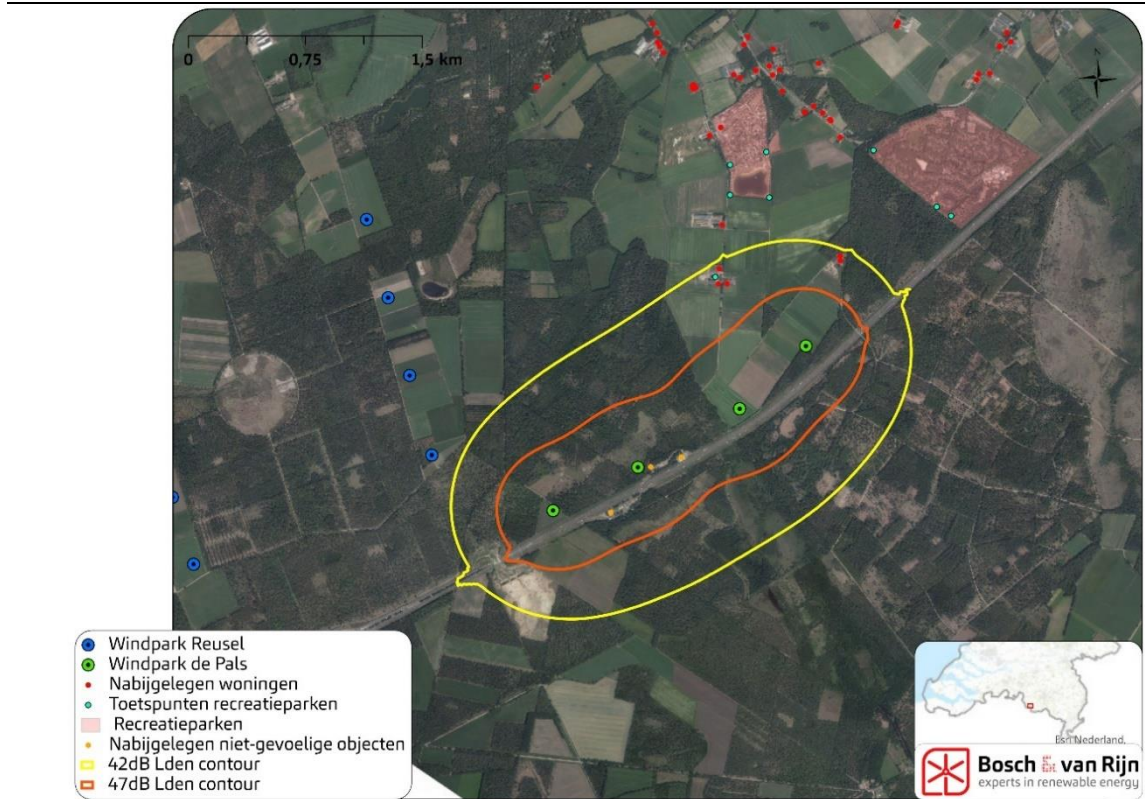 0 0,75 1,5 km
N
Windpark Reusel
Windpark de Pals
Nabijgelegen woningen
Toetspunten recreatieparken
Recreatieparken
Nabijgelegen niet-gevoelige objecten
42dB Lden contour
47dB Lden contour
Esri Nederland,
Bosch & van Rijn
experts in renewable energy